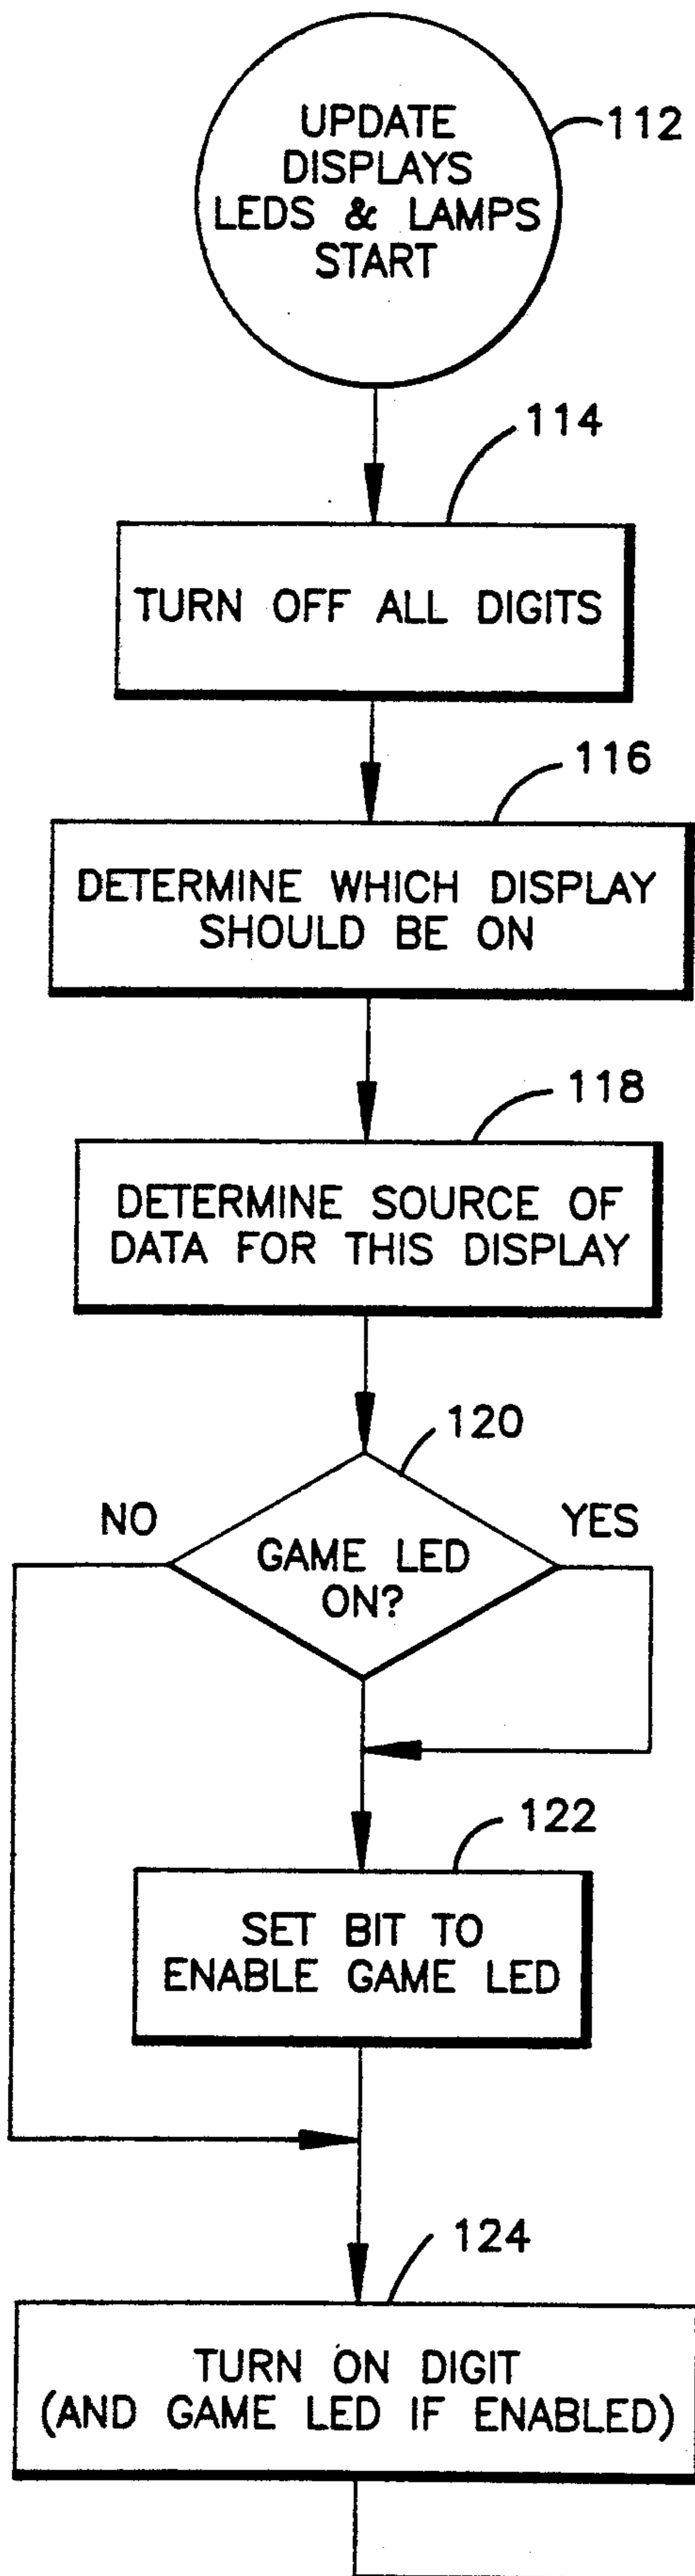 UPDATE
DISPLAYS
LEDS & LAMPS
START
112
114
TURN OFF ALL DIGITS
116
DETERMINE WHICH DISPLAY
SHOULD BE ON
118
DETERMINE SOURCE OF
DATA FOR THIS DISPLAY
120
NO
YES
GAME LED
ON?
122
SET BIT TO
ENABLE GAME LED
124
TURN ON DIGIT
(AND GAME LED IF ENABLED)